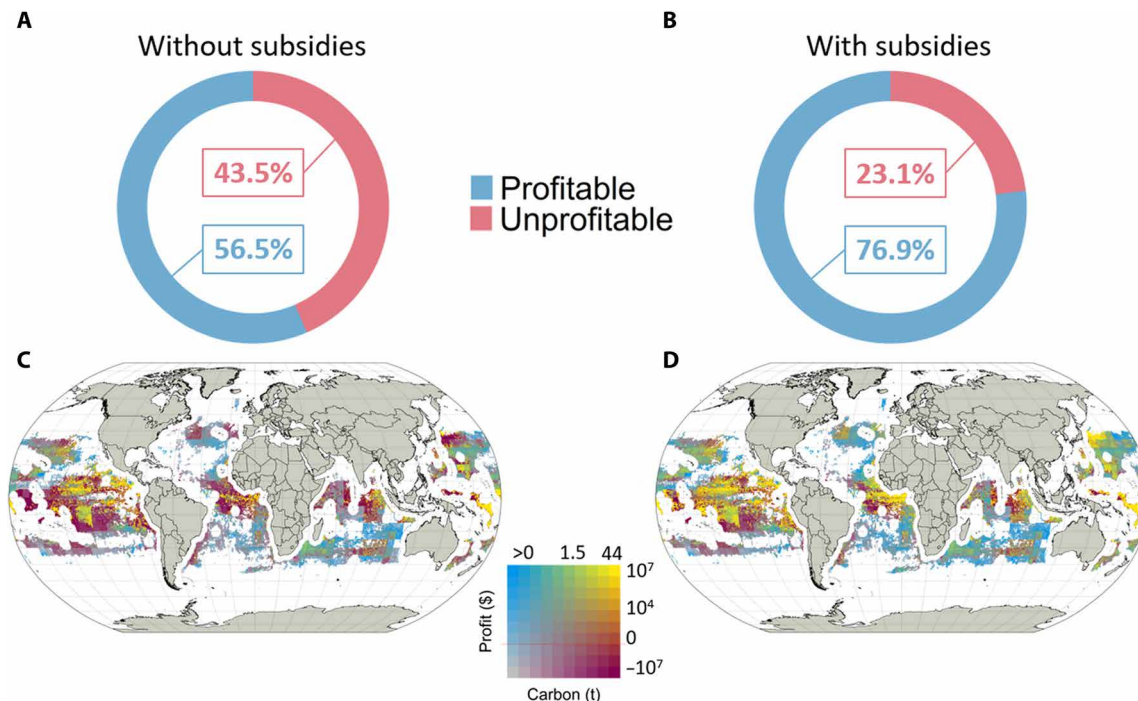 A
B
Without subsidies
With subsidies
43.5%
56.5%
Profitable
Unprofitable
23.1%
76.9%
C
D
>0 1.5 44
10⁷
10⁴
0
–10⁷
Profit ($)
Carbon (t)